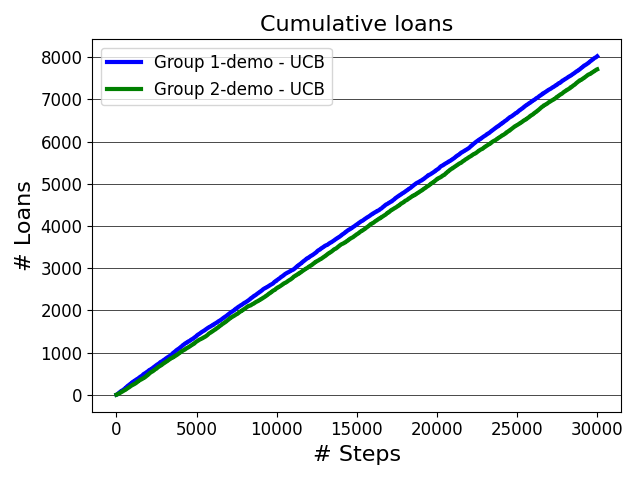 Cumulative loans
Group 1-demo - UCB
Group 2-demo - UCB
# Loans
8000
7000
6000
5000
4000
3000
2000
1000
0
0 5000 10000 15000 20000 25000 30000
# Steps